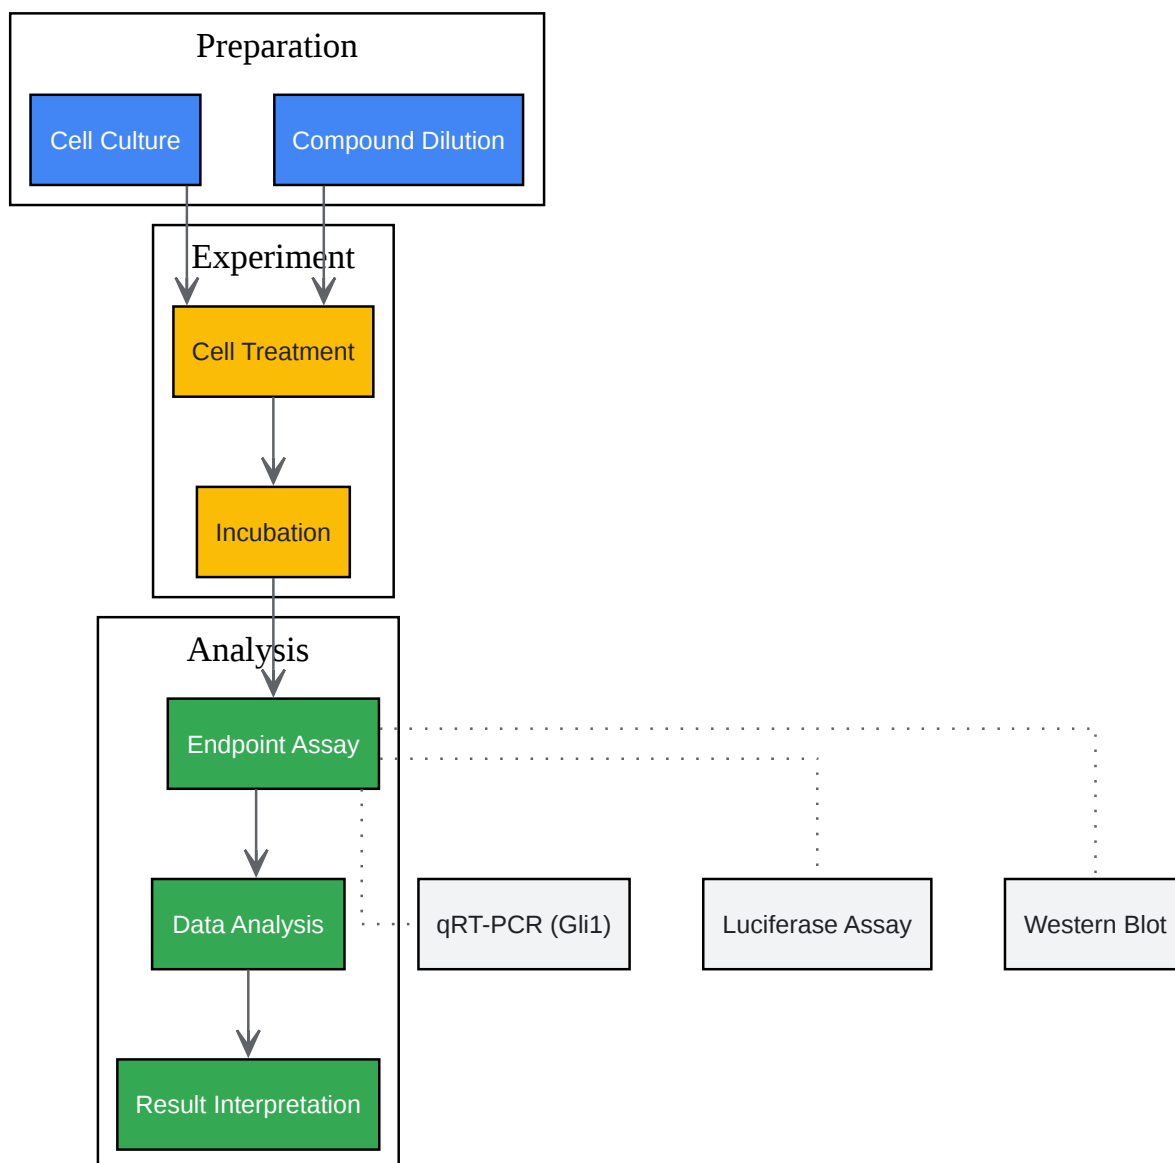 Preparation
Cell Culture
Compound Dilution
Experiment
Cell Treatment
Incubation
Analysis
Endpoint Assay
Data Analysis
qRT-PCR (Gli1)
Luciferase Assay
Western Blot
Result Interpretation